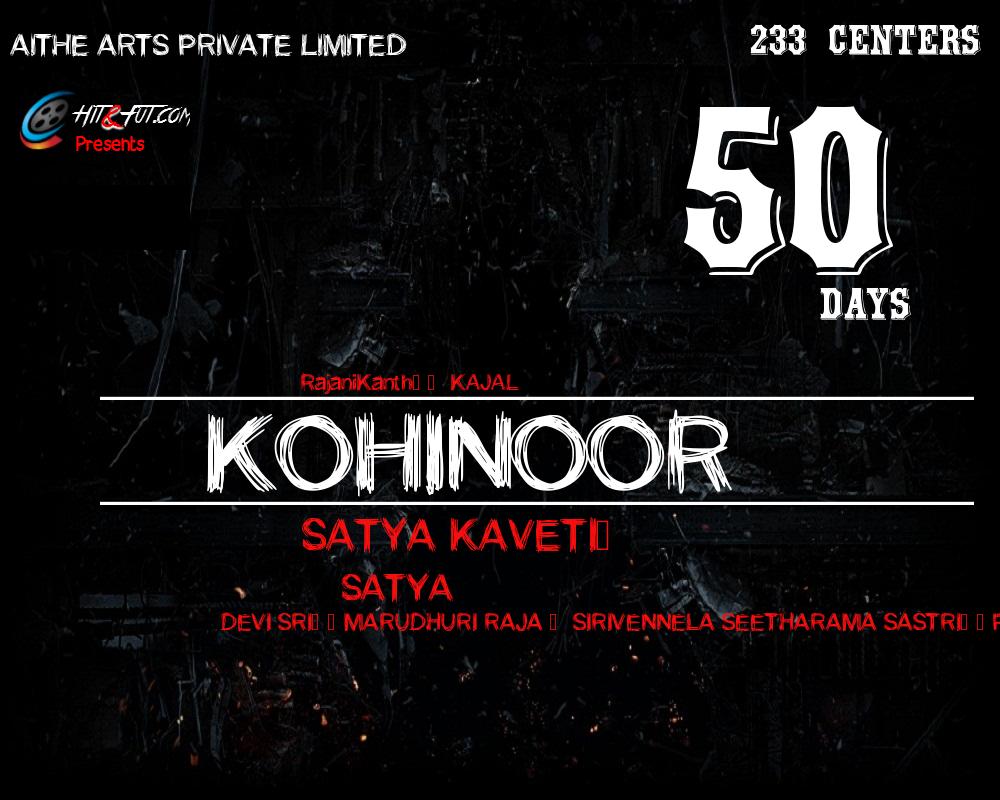 AITHE ARTS PRIVATE LIMITED
233 CENTERS
HIT&FUT.COM
Presents
50
DAYS
RajaniKanth KAJAL
KOHINOOR
SATYA KAVETI
SATYA
DEVI SRI MARUDHURI RAJA SIRIVENNELA SEETHARAMA SASTRI